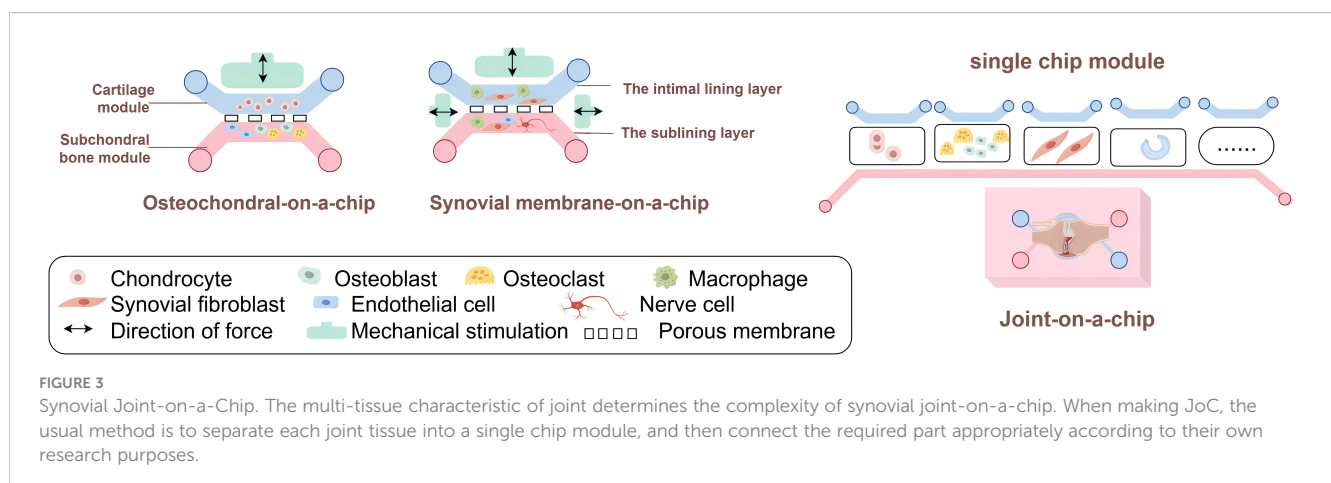 Cartilage
module
Subchondral
bone module
Osteochondral-on-a-chip
The intimal lining layer
The sublining layer
Synovial membrane-on-a-chip
single chip module
......
Joint-on-a-chip
Chondrocyte Osteoblast Osteoclast Macrophage
Synovial fibroblast Endothelial cell Nerve cell
Direction of force Mechanical stimulation Porous membrane
FIGURE 3
Synovial Joint-on-a-Chip. The multi-tissue characteristic of joint determines the complexity of synovial joint-on-a-chip. When making JoC, the
usual method is to separate each joint tissue into a single chip module, and then connect the required part appropriately according to their own
research purposes.